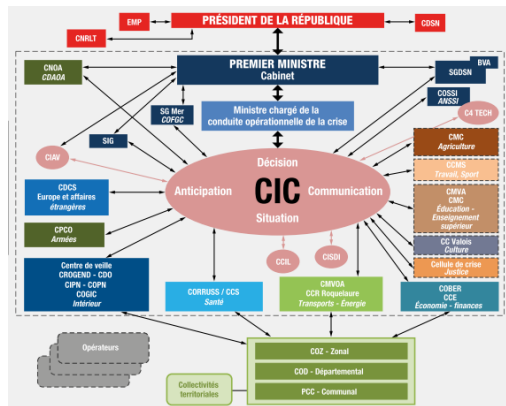 EMP
PRÉSIDENT DE LA RÉPUBLIQUE
CDSN
CNRLT
CNOA
CDAOA
PREMIER MINISTRE
Cabinet
BVA
SGDSN
SG Mer
COFGC
Ministre chargé de la
conduite opérationnelle de la crise
COSSI
ANSSI
C4 TECH
SIG
CIAV
CMC
Agriculture
Décision
Anticipation
CIC
Communication
Situation
CCMS
Travail, Sport
CDCS
Europe et affaires
étrangères
CMVA
CMC
Éducation -
Enseignement
supérieur
CPCO
Armées
CC Valois
Culture
CCIL
CISDI
Cellule de crise
Justice
Centre de veille
CROGEND - CDO
CIPN - COPN
COGIC
Intérieur
CORRUSS / CCS
Santé
CMVOA
CCR Roquelaure
Transports - Énergie
COBER
CCE
Économie - finances
Opérateurs
COZ - Zonal
COD - Départemental
PCC - Communal
Collectivités
territoriales